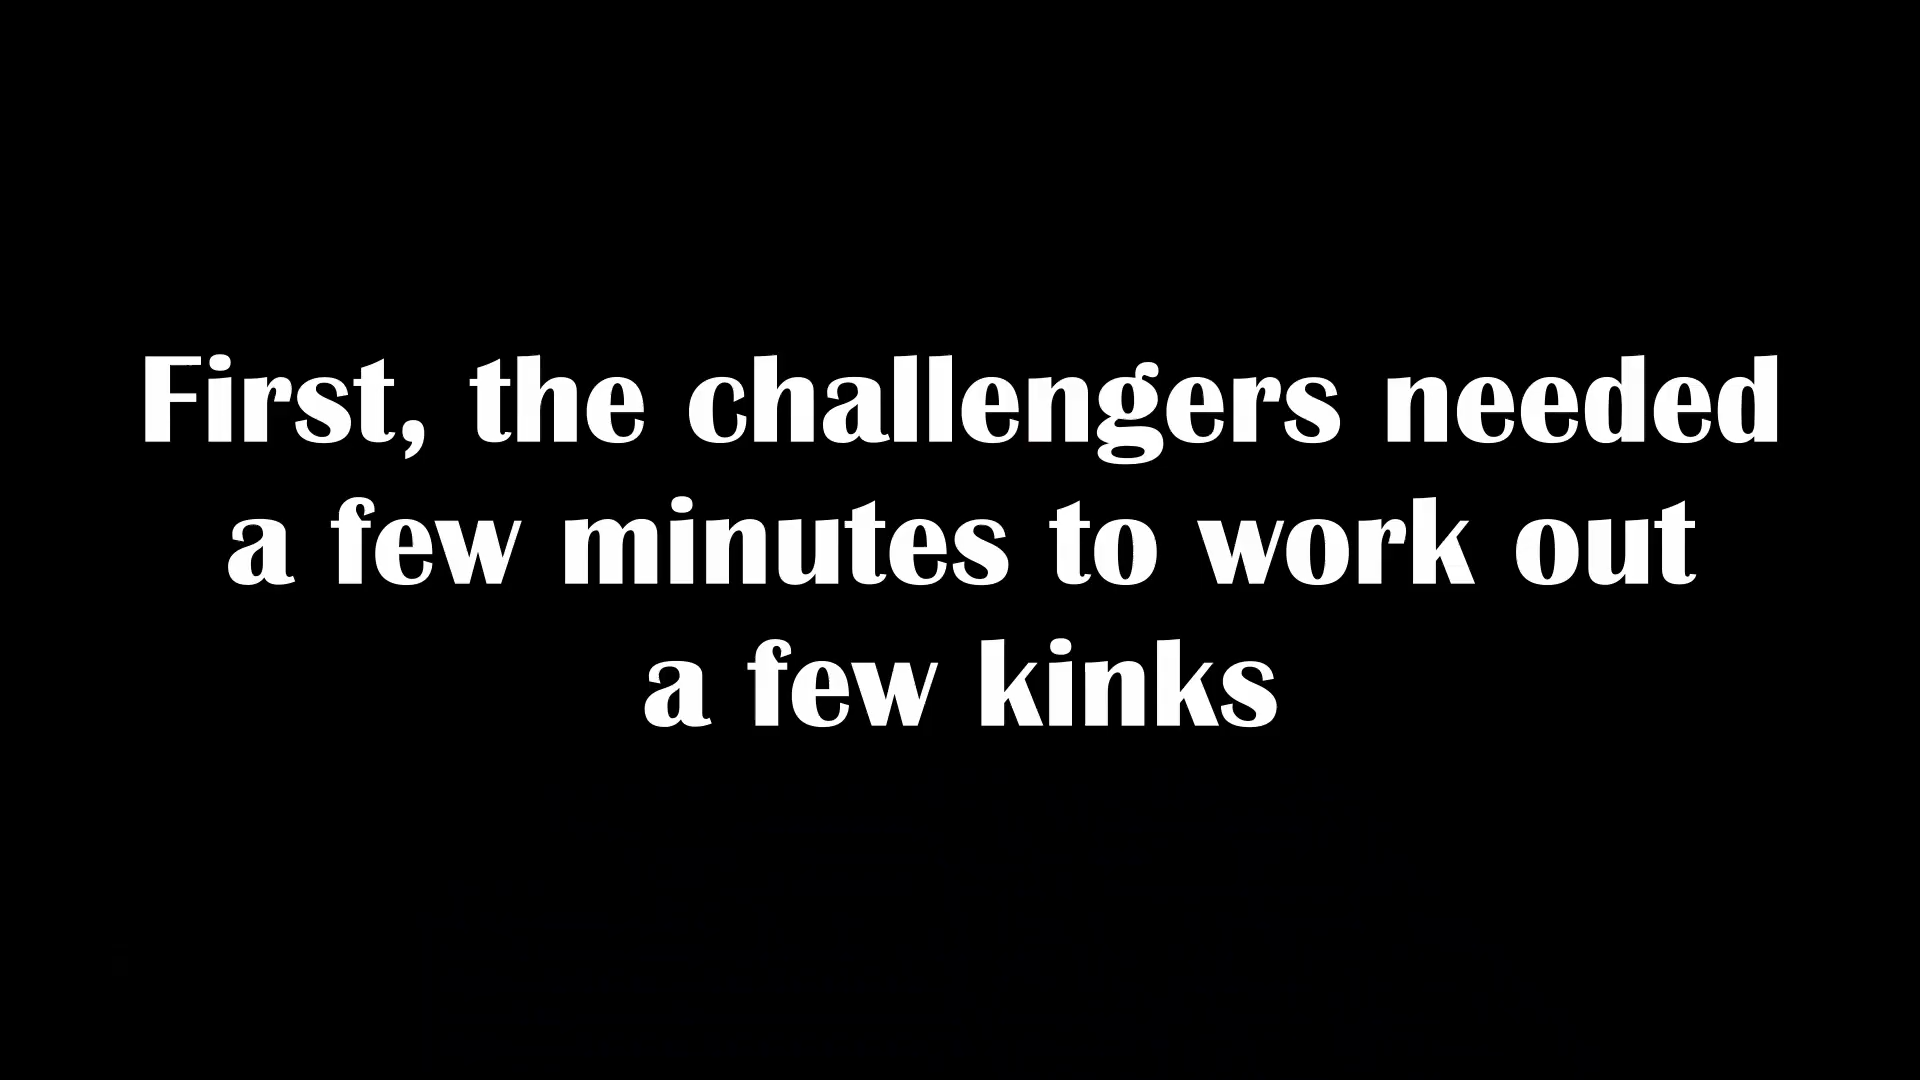 First, the challengers needed
a few minutes to work out
a few kinks